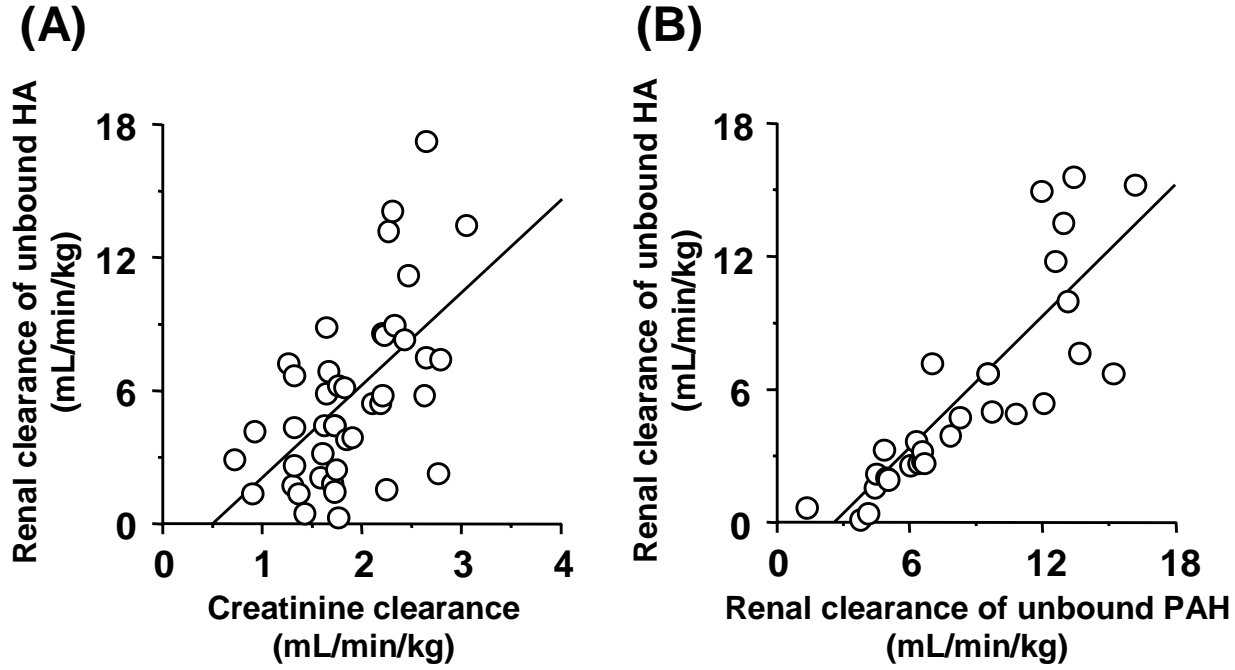 (A)
Renal clearance of unbound HA
(mL/min/kg)
18
12
6
0
0 1 2 3 4
Creatinine clearance
(mL/min/kg)
(B)
Renal clearance of unbound HA
(mL/min/kg)
18
12
6
0
0 6 12 18
Renal clearance of unbound PAH
(mL/min/kg)